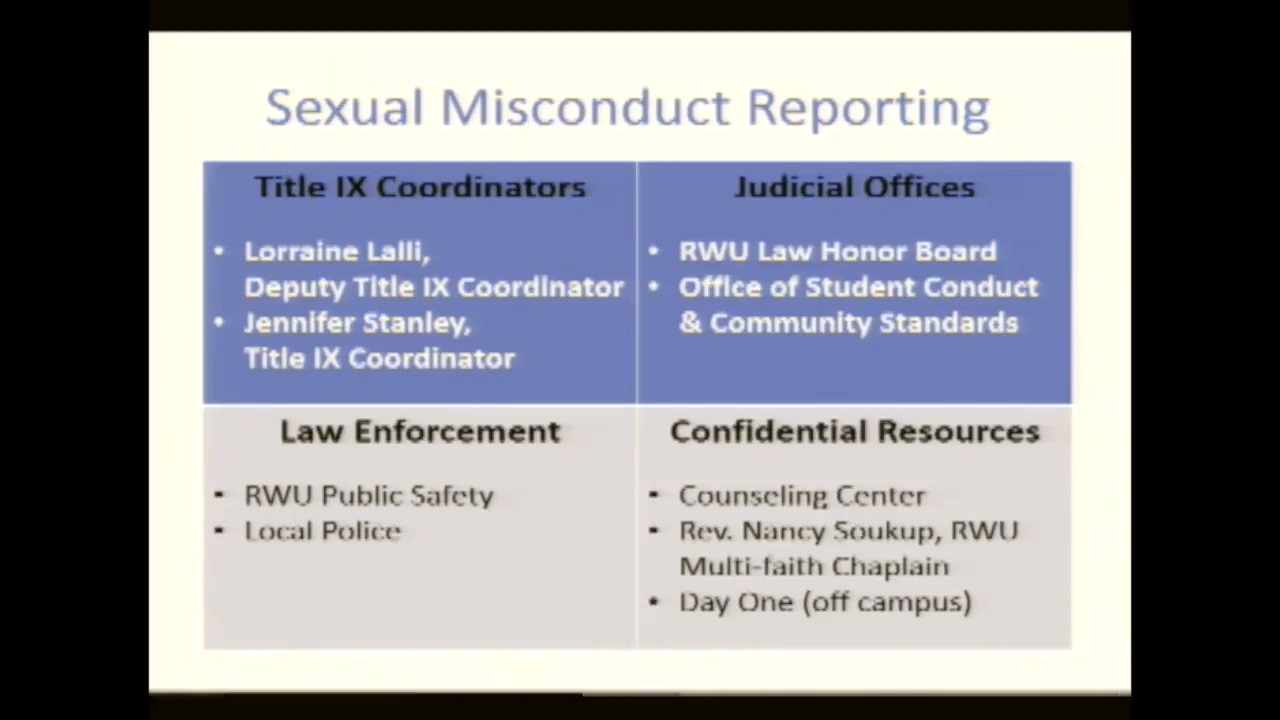 Sexual Misconduct Reporting
Title IX Coordinators
• Lorraine Lalli,
Deputy Title IX Coordinator
• Jennifer Stanley,
Title IX Coordinator
Judicial Offices
• RWU Law Honor Board
• Office of Student Conduct
& Community Standards
Law Enforcement
▪ RWU Public Safety
▪ Local Police
Confidential Resources
▪ Counseling Center
▪ Rev. Nancy Soukup, RWU
Multi-faith Chaplain
• Day One (off campus)